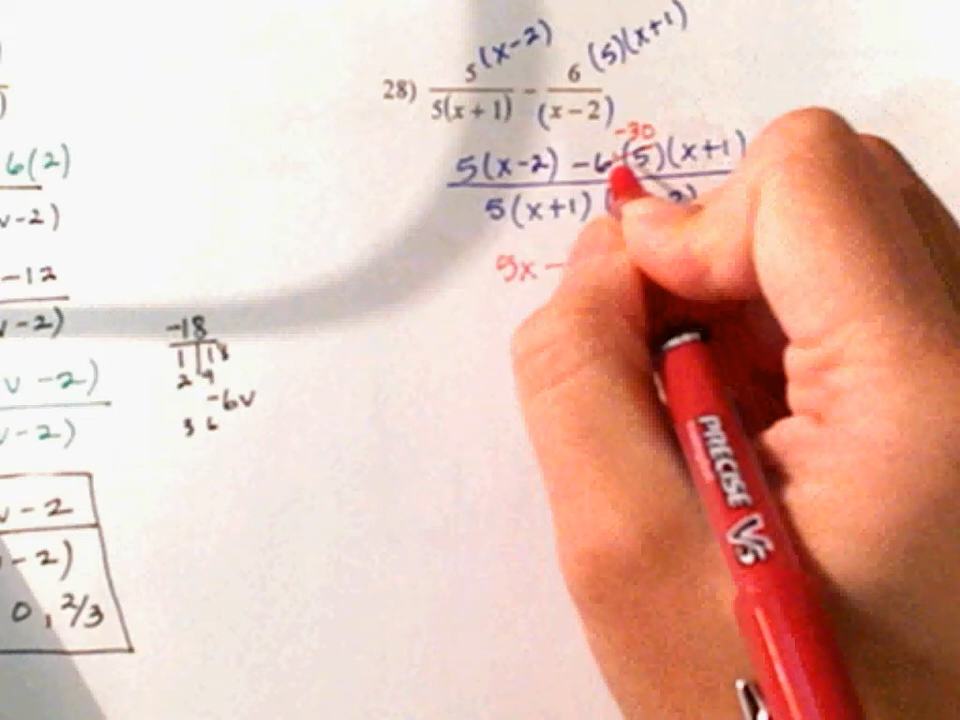 )
)
6(2)
v-2)
-12
v-2)
v-2)
v-2)
v-2
-2)
0, 2/3
-18
1 | 18
2 9
-6v
3 6
28) 5 (x-2) / 5(x+1) - 6 (5)(x+1) / (x-2)
-30
5(x-2) -6(5)(x+1)
5(x+1) ( 2)
5x -
PRECISE V5